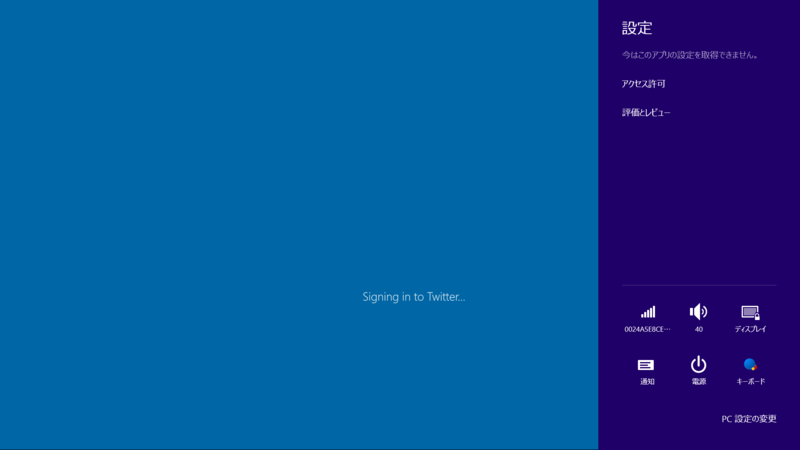 設定
今はこのアプリの設定を取得できません。
アクセス許可
評価とレビュー
Signing in to Twitter...
0024A5E8CE…
40
ディスプレイ
通知
電源
キーボード
PC 設定の変更